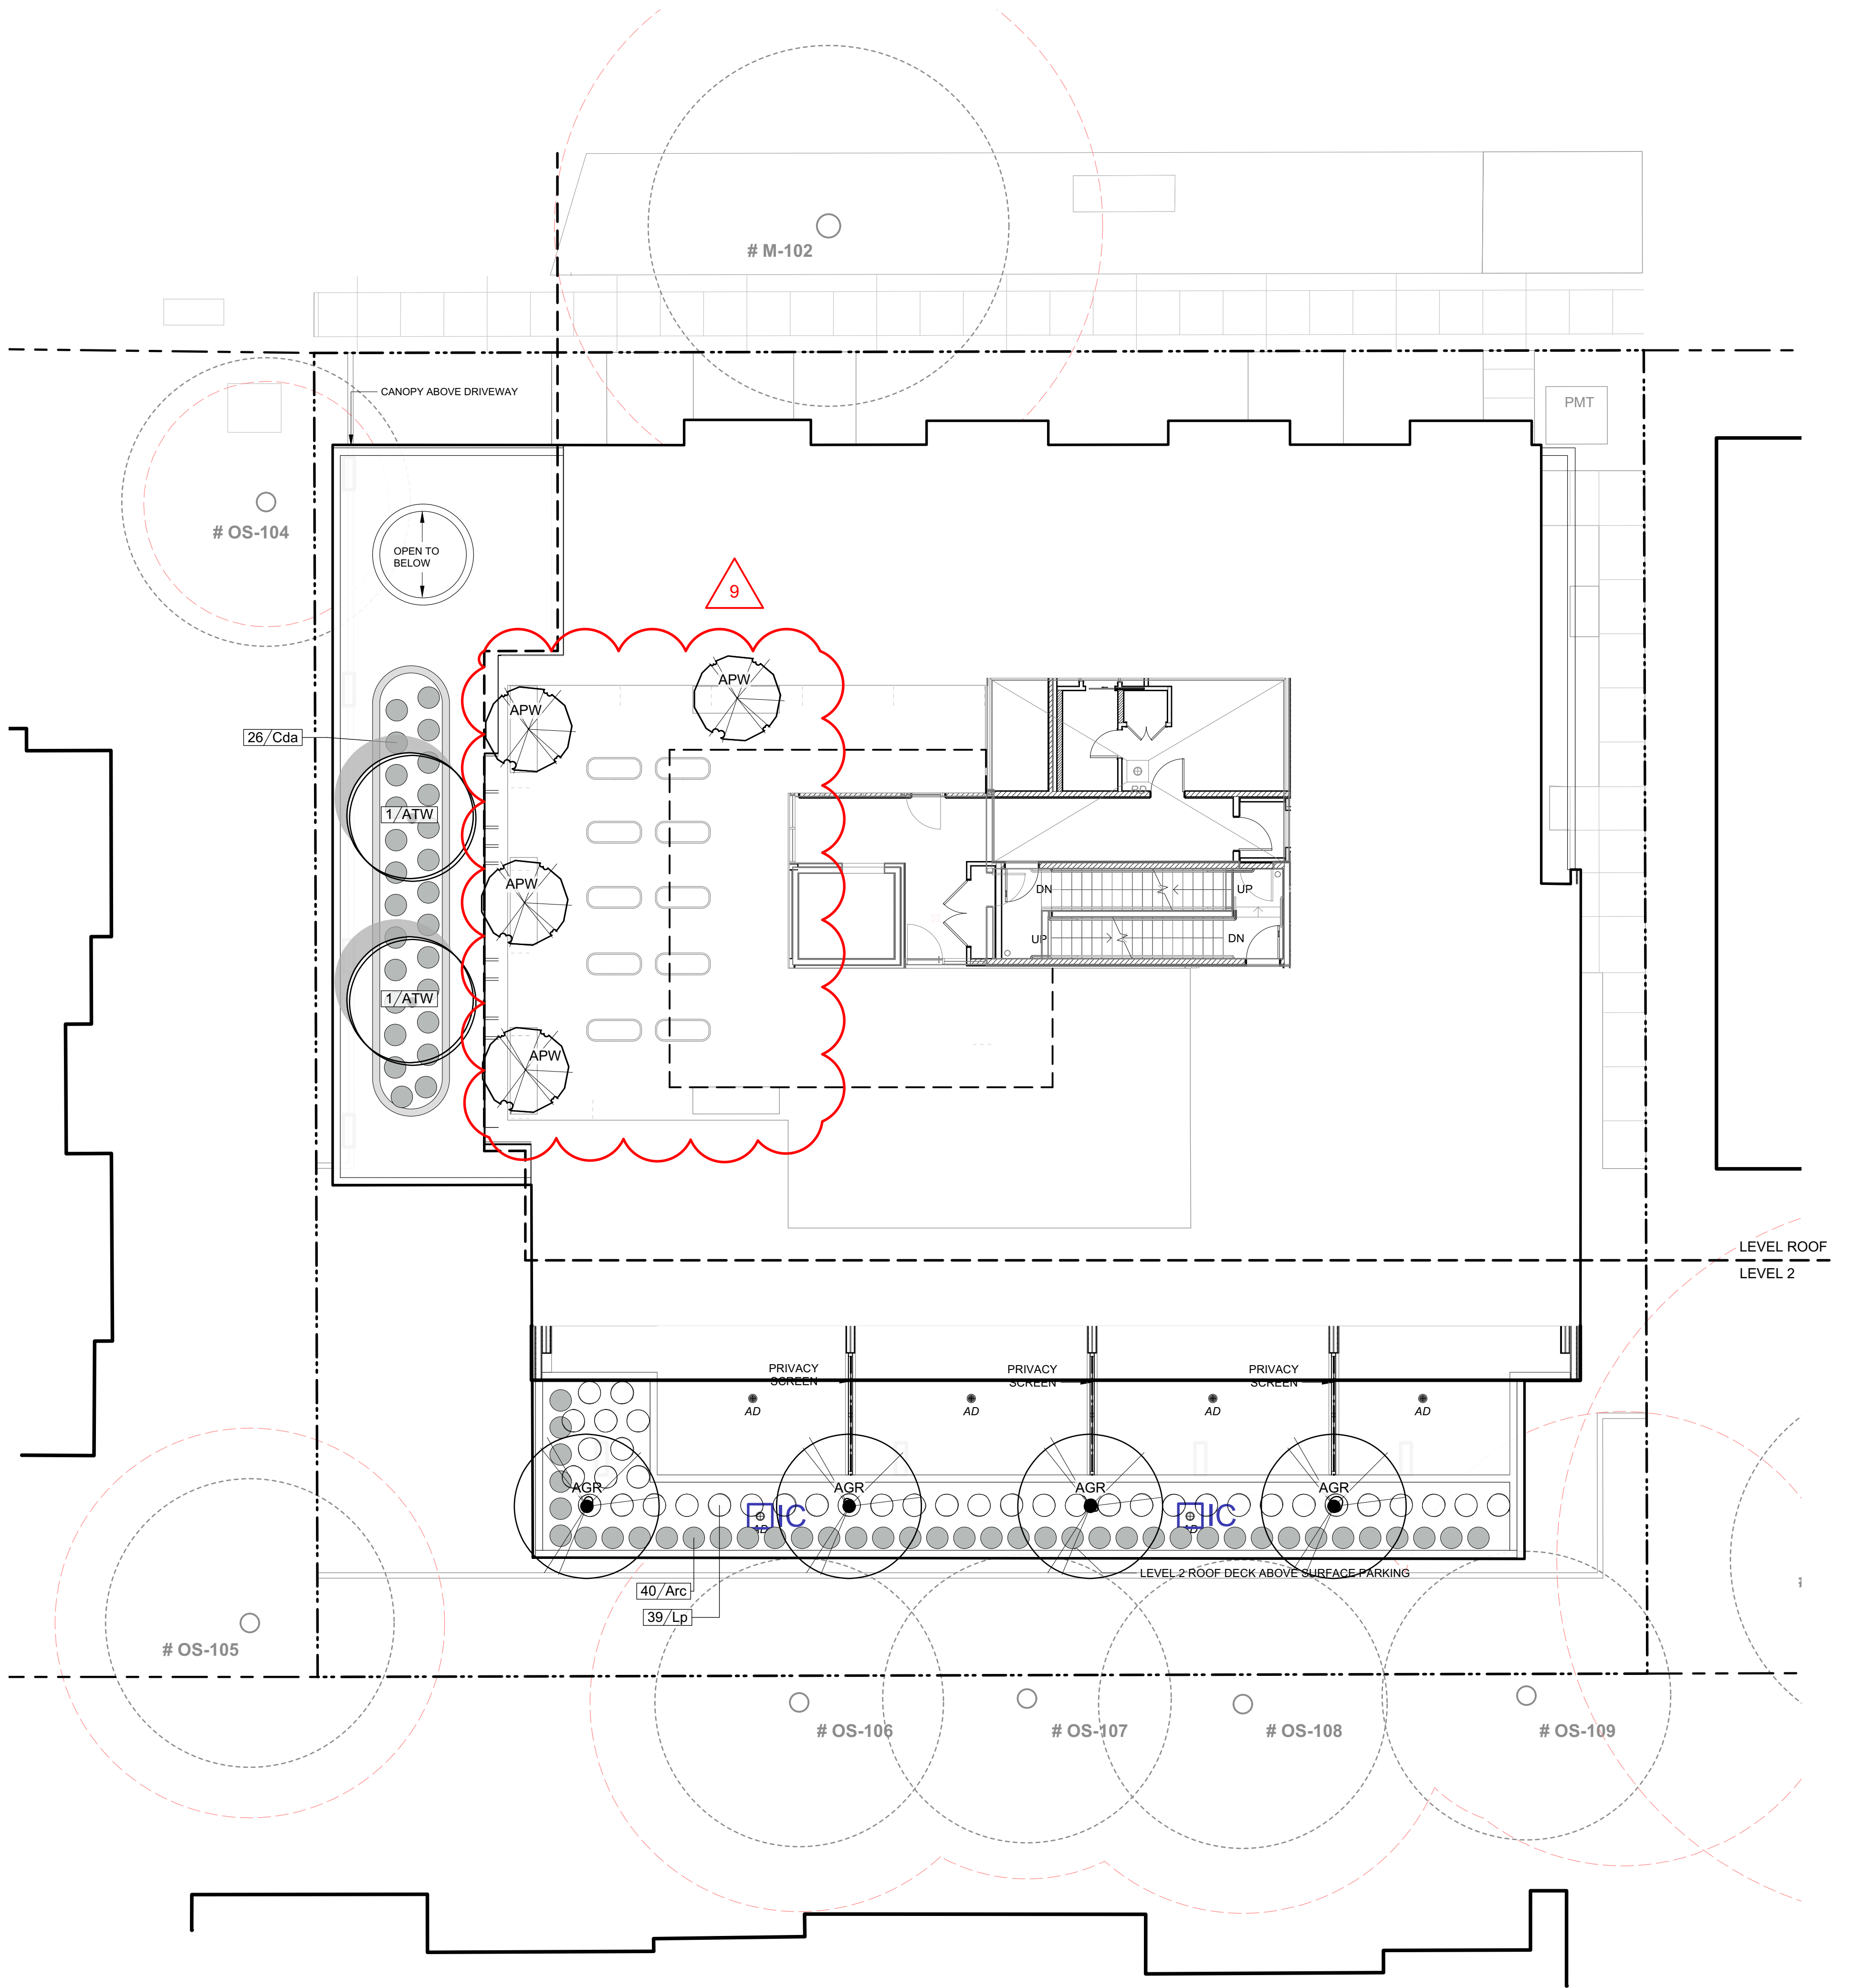 # M-102
CANOPY ABOVE DRIVEWAY
PMT
# OS-104
OPEN TO
BELOW
9
APW
APW
26/Cda
RD
1/ATW
APW
DN
UP
UP
DN
1/ATW
APW
LEVEL ROOF
LEVEL 2
PRIVACY
SCREEN
PRIVACY
SCREEN
PRIVACY
SCREEN
AD
AD
AD
AD
AGR
AGR
AGR
AGR
IC
AD
IC
AD
LEVEL 2 ROOF DECK ABOVE SURFACE PARKING
40/Arc
39/Lp
# OS-105
# OS-106
# OS-107
# OS-108
# OS-109